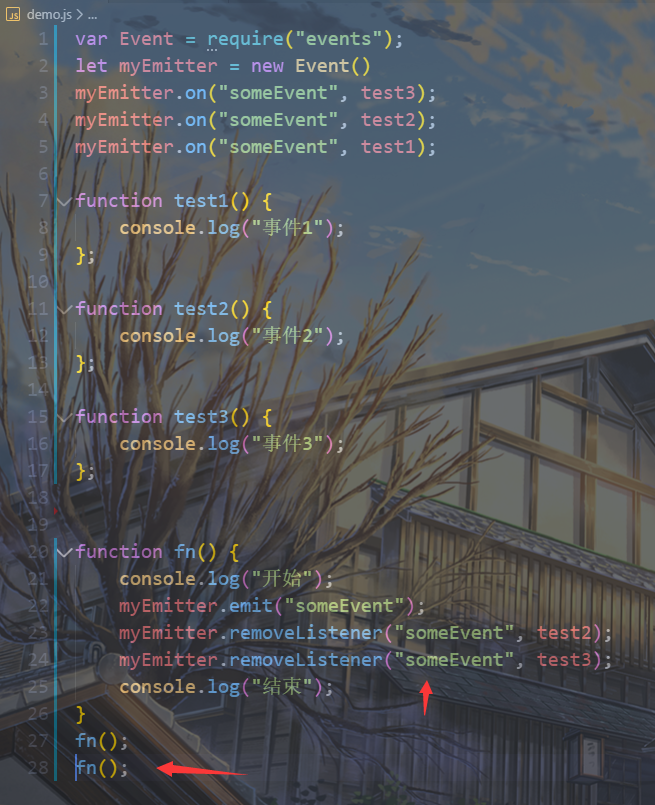 JS demo.js > ...
1 var Event = require("events");
2 let myEmitter = new Event()
3 myEmitter.on("someEvent", test3);
4 myEmitter.on("someEvent", test2);
5 myEmitter.on("someEvent", test1);
6
7 function test1() {
8 console.log("事件1");
9 };
10
11 function test2() {
12 console.log("事件2");
13 };
14
15 function test3() {
16 console.log("事件3");
17 };
18
19
20 function fn() {
21 console.log("开始");
22 myEmitter.emit("someEvent");
23 myEmitter.removeListener("someEvent", test2);
24 myEmitter.removeListener("someEvent", test3);
25 console.log("结束");
26 }
27 fn();
28 fn();